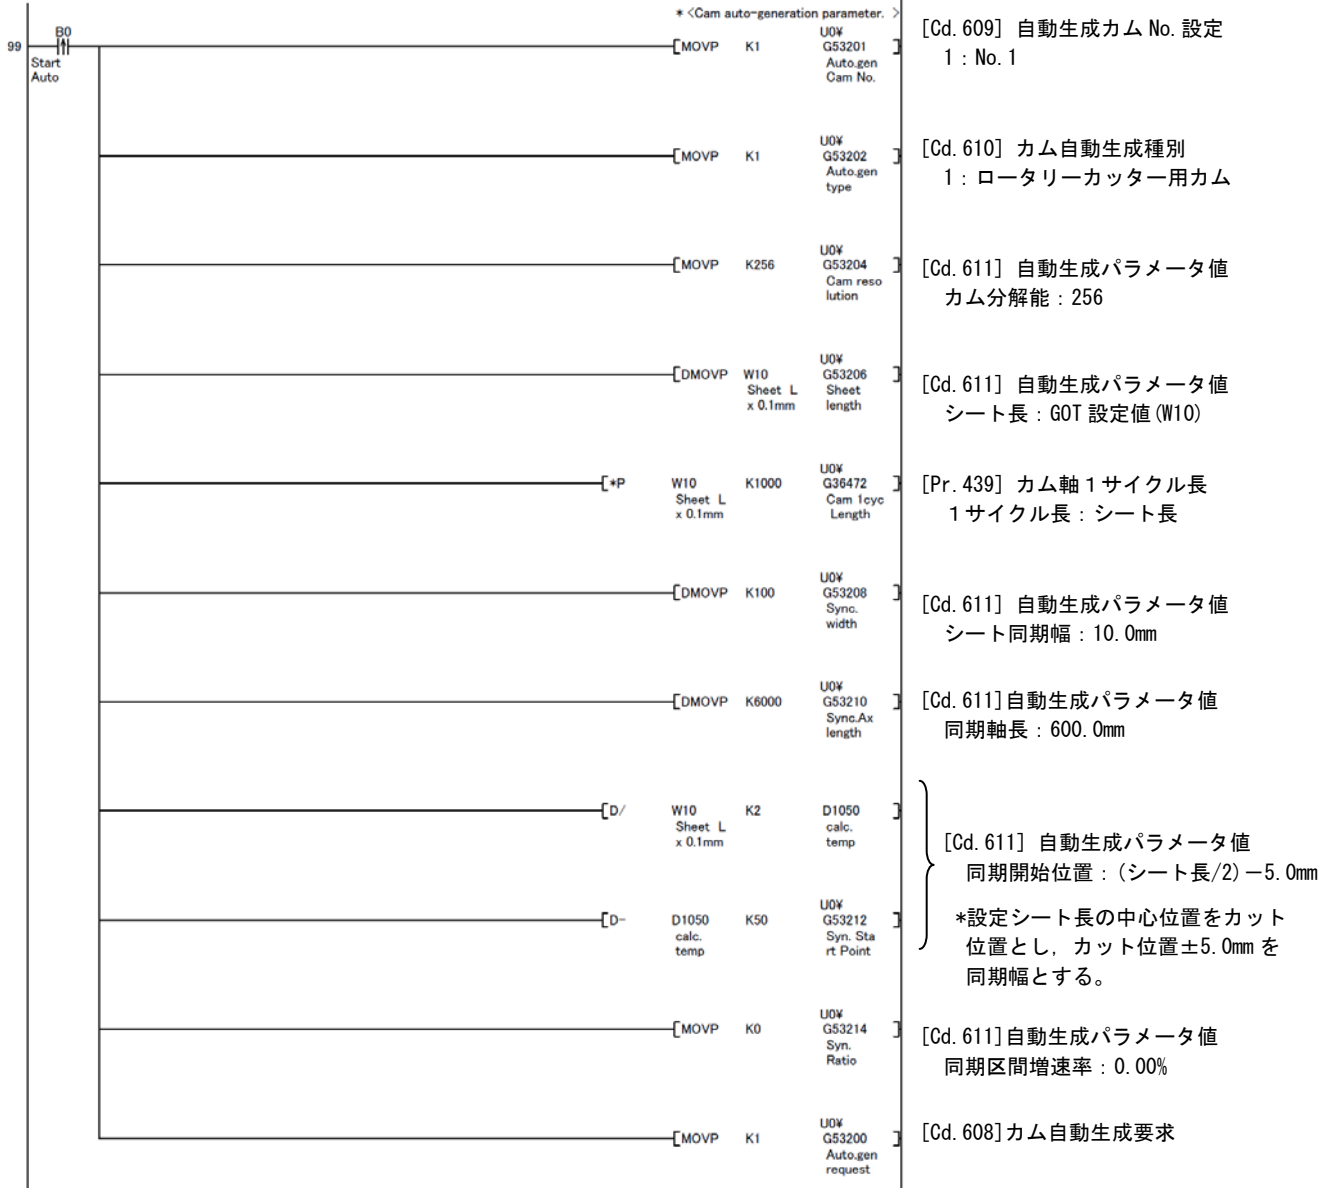 * <Cam auto-generation parameter. >
99
B0
Start
Auto
MOVP K1 U0¥
G53201
Auto.gen
Cam No.
[Cd.609] 自動生成カム No.設定
1：No.1
MOVP K1 U0¥
G53202
Auto.gen
type
[Cd.610] カム自動生成種別
1：ロータリーカッター用カム
MOVP K256 U0¥
G53204
Cam reso
lution
[Cd.611] 自動生成パラメータ値
カム分解能：256
DMOVP W10 U0¥
G53206
Sheet L
x 0.1mm
Sheet
length
[Cd.611] 自動生成パラメータ値
シート長：GOT 設定値(W10)
*P W10 K1000 U0¥
G36472
Sheet L
x 0.1mm
Cam 1cyc
Length
[Pr.439] カム軸１サイクル長
１サイクル長：シート長
DMOVP K100 U0¥
G53208
Sync.
width
[Cd.611] 自動生成パラメータ値
シート同期幅：10.0mm
DMOVP K6000 U0¥
G53210
Sync.Ax
length
[Cd.611]自動生成パラメータ値
同期軸長：600.0mm
D/ W10 K2 D1050
Sheet L
x 0.1mm
calc.
temp
D- D1050 K50 U0¥
G53212
calc.
temp
Syn. Sta
rt Point
[Cd.611] 自動生成パラメータ値
同期開始位置：(シート長/2)－5.0mm
*設定シート長の中心位置をカット
位置とし，カット位置±5.0mm を
同期幅とする。
MOVP K0 U0¥
G53214
Syn.
Ratio
[Cd.611]自動生成パラメータ値
同期区間増速率：0.00%
MOVP K1 U0¥
G53200
Auto.gen
request
[Cd.608]カム自動生成要求